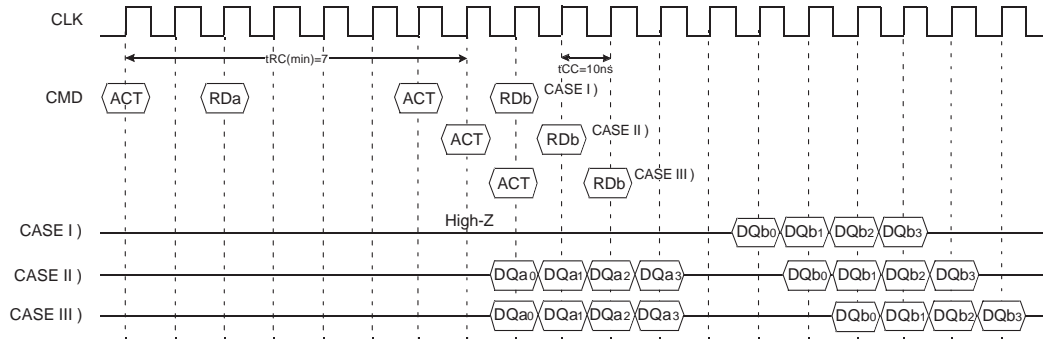 CLK
tRC(min)=7
tCC=10ns
CMD ACT RDa ACT RDb CASE I )
ACT RDb CASE II )
ACT RDb CASE III )
High-Z
CASE I ) DQb0 DQb1 DQb2 DQb3
CASE II ) DQa0 DQa1 DQa2 DQa3 DQb0 DQb1 DQb2 DQb3
CASE III ) DQa0 DQa1 DQa2 DQa3 DQb0 DQb1 DQb2 DQb3